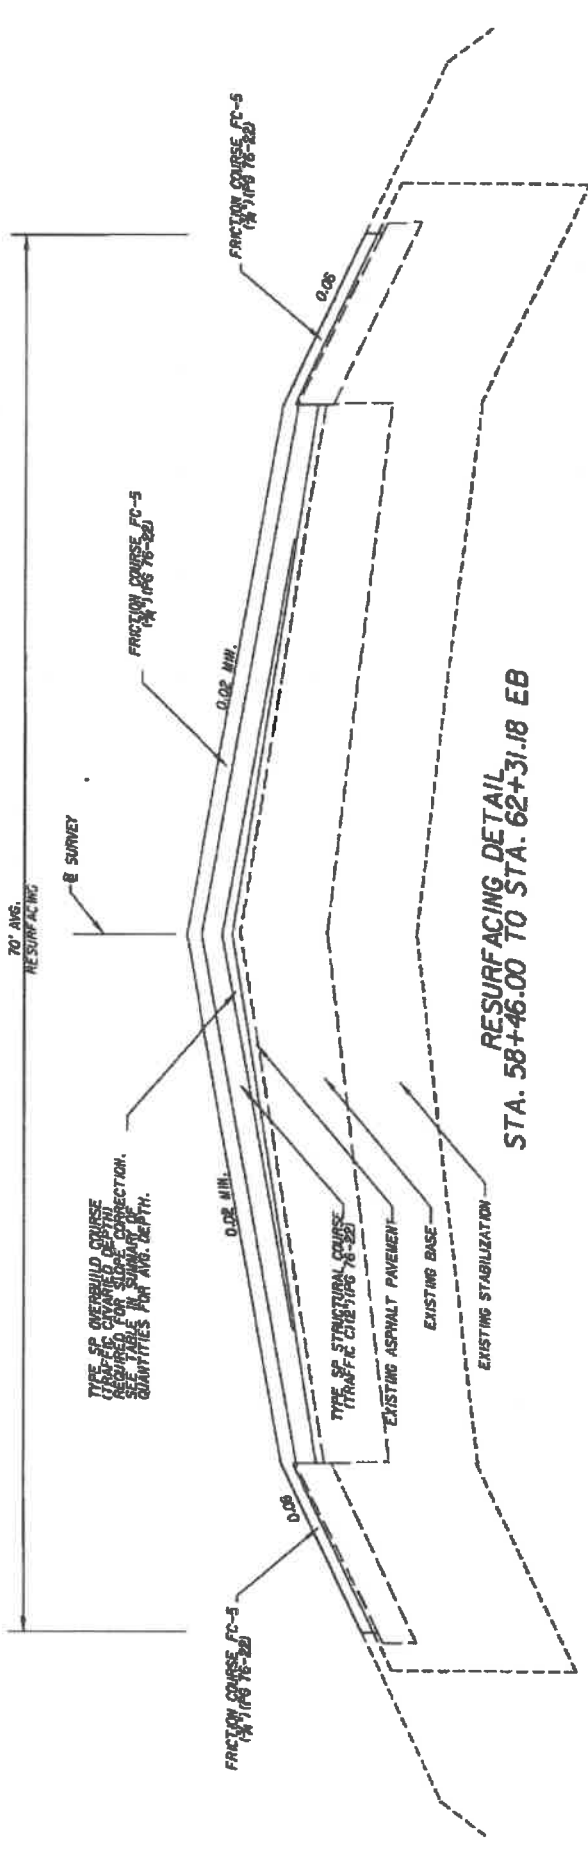 70' AVG.
RESURFACING
℄ SURVEY
TYPE SP OVERBUILD COURSE
(TRAFFIC C)(VARIED DEPTH)
REQUIRED FOR SLOPE CORRECTION.
SEE TABLE IN SUMMARY OF
QUANTITIES FOR AVG. DEPTH.
FRICTION COURSE FC-5
(¾") (PG 76-22)
FRICTION COURSE FC-5
(¾") (PG 76-22)
FRICTION COURSE FC-5
(¾") (PG 76-22)
0.06
0.02 MIN.
0.02 MIN.
0.06
TYPE SP STRUCTURAL COURSE
(TRAFFIC C) (PG 76-22)
EXISTING ASPHALT PAVEMENT
EXISTING BASE
EXISTING STABILIZATION
RESURFACING DETAIL
STA. 58+46.00 TO STA. 62+31.18 EB